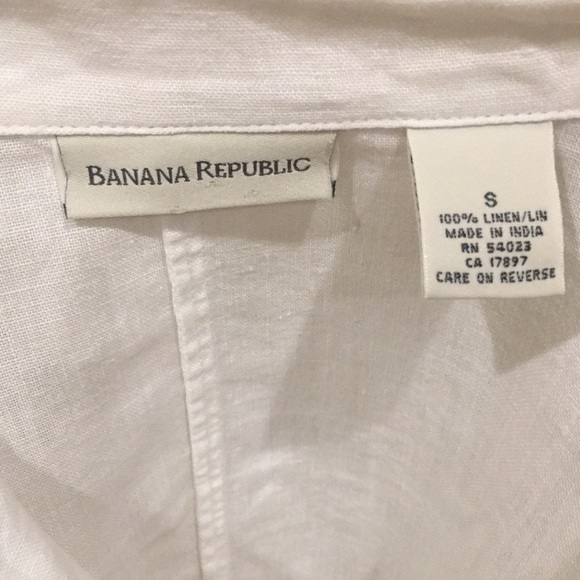 BANANA REPUBLIC
S
100% LINEN/LIN
MADE IN INDIA
RN 54023
CA 17897
CARE ON REVERSE